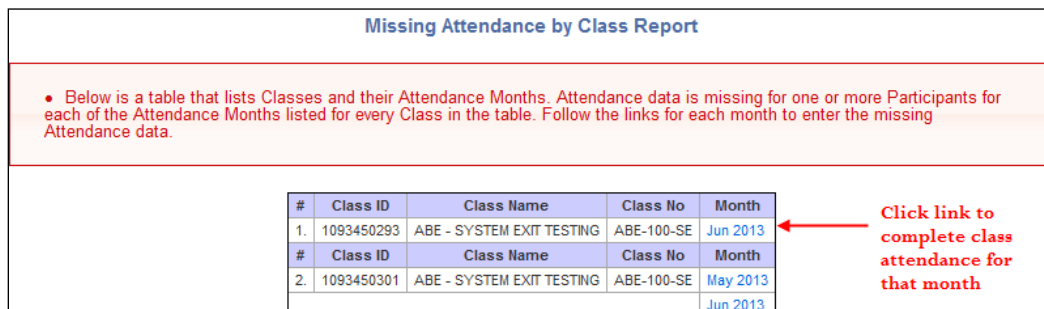 Missing Attendance by Class Report
• Below is a table that lists Classes and their Attendance Months. Attendance data is missing for one or more Participants for
each of the Attendance Months listed for every Class in the table. Follow the links for each month to enter the missing
Attendance data.
# Class ID Class Name Class No Month
1. 1093450293 ABE - SYSTEM EXIT TESTING ABE-100-SE Jun 2013
# Class ID Class Name Class No Month
2. 1093450301 ABE - SYSTEM EXIT TESTING ABE-100-SE May 2013
Jun 2013
Click link to
complete class
attendance for
that month